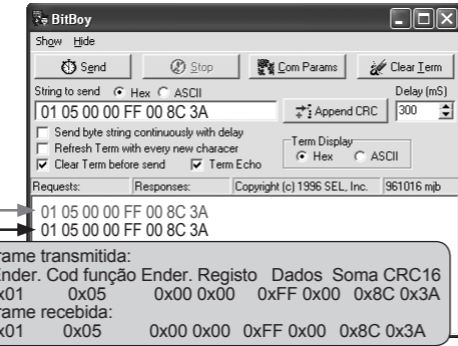 BitBoy
Show Hide
Send Stop Com Params Clear Term
String to send Hex ASCII Delay (mS)
01 05 00 00 FF 00 8C 3A Append CRC 300
Send byte string continuously with delay
Refresh Term with every new characer
Clear Term before send Term Echo
Term Display
Hex ASCII
Requests: Responses: Copyright (c) 1996 SEL, Inc. 961016 mjb
01 05 00 00 FF 00 8C 3A
01 05 00 00 FF 00 8C 3A
rame transmitida:
Ender. Cod função Ender. Registo Dados Soma CRC16
x01 0x05 0x00 0x00 0xFF 0x00 0x8C 0x3A
rame recebida:
x01 0x05 0x00 0x00 0xFF 0x00 0x8C 0x3A